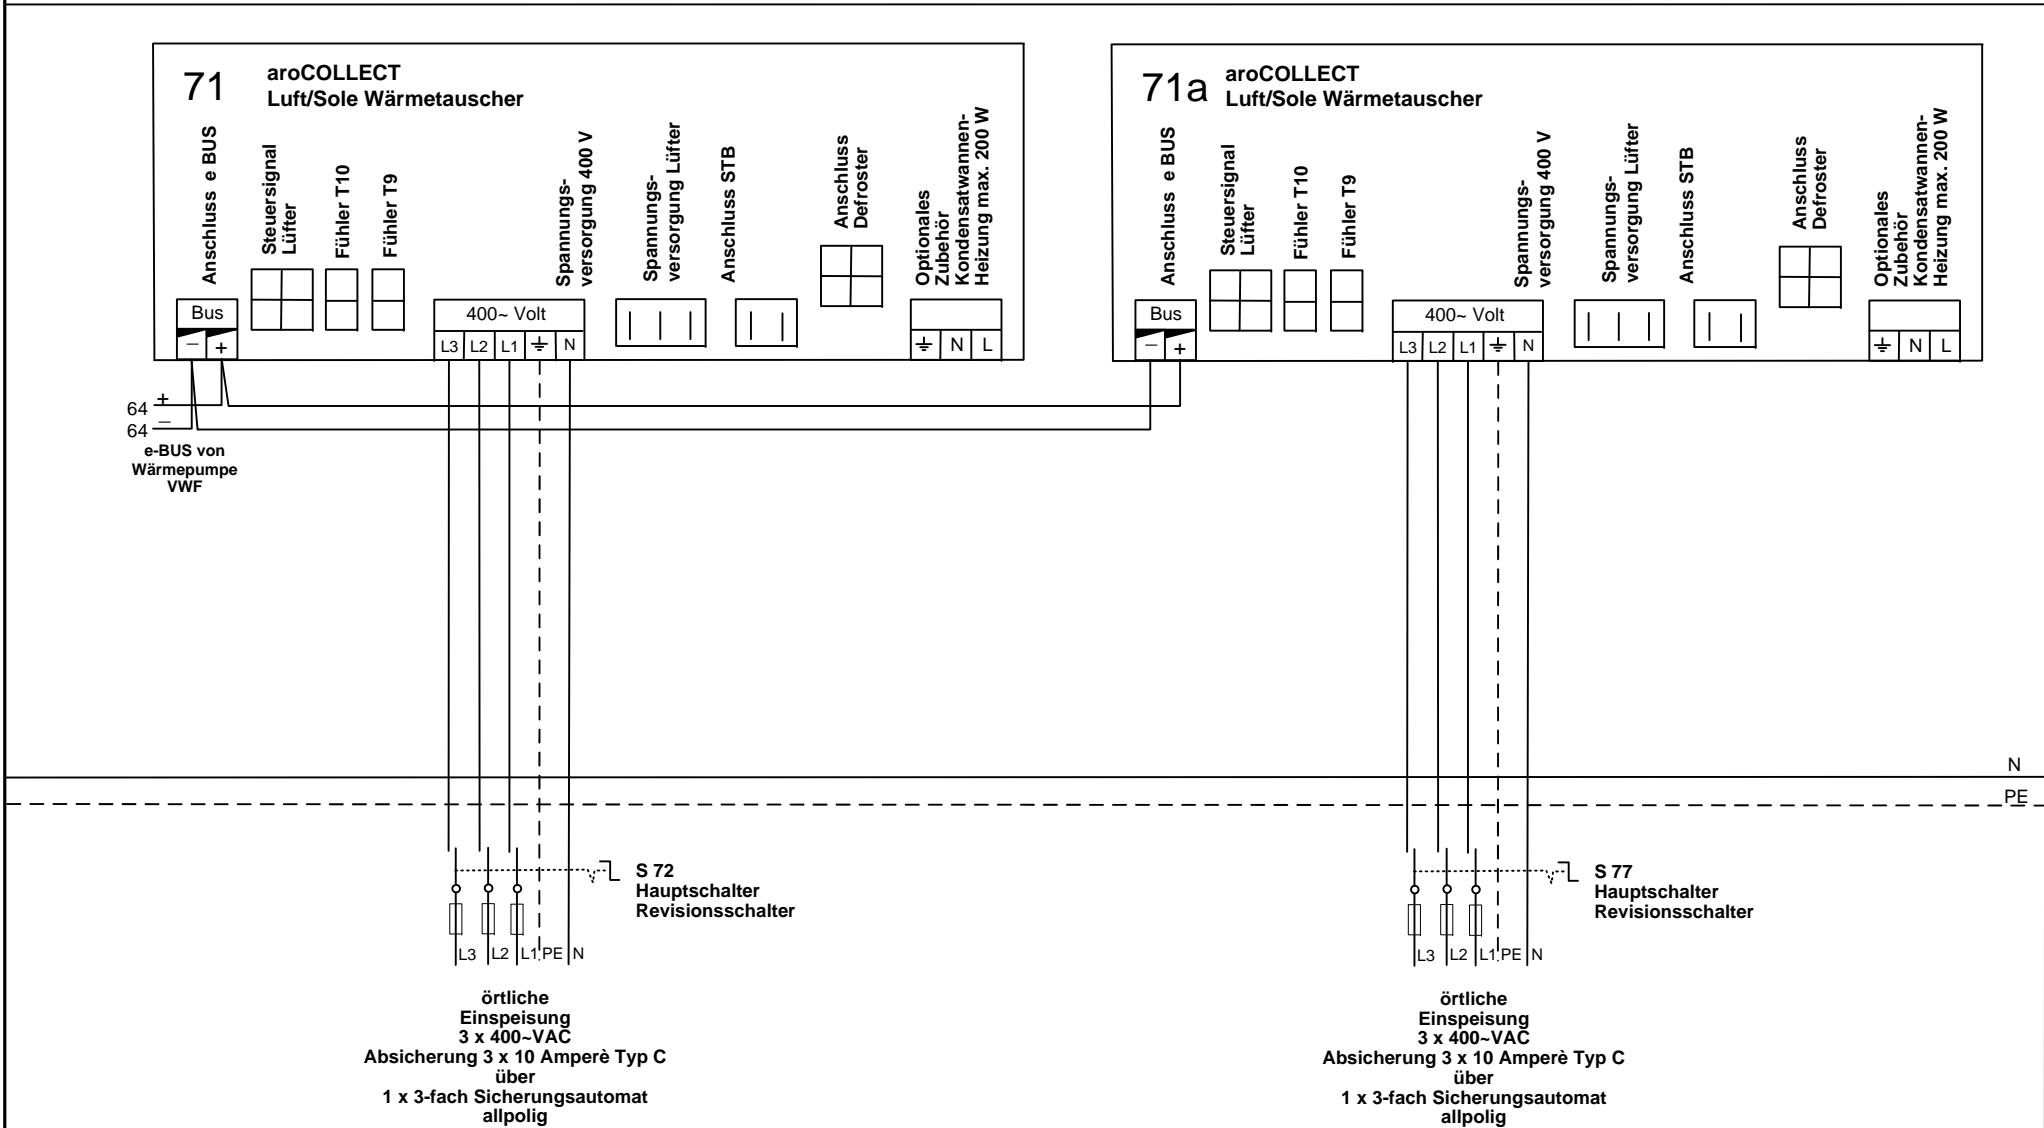 71
aroCOLLECT
Luft/Sole Wärmetauscher
Anschluss e BUS
Steuersignal
Lüfter
Fühler T10
Fühler T9
Spannungs-
versorgung 400 V
Spannungs-
versorgung Lüfter
Anschluss STB
Anschluss
Defroster
Optionales
Zubehör
Kondensatwannen-
Heizung max. 200 W
Bus
− +
400~ Volt
L3 L2 L1 N
N L
71a
aroCOLLECT
Luft/Sole Wärmetauscher
Anschluss e BUS
Steuersignal
Lüfter
Fühler T10
Fühler T9
Spannungs-
versorgung 400 V
Spannungs-
versorgung Lüfter
Anschluss STB
Anschluss
Defroster
Optionales
Zubehör
Kondensatwannen-
Heizung max. 200 W
Bus
− +
400~ Volt
L3 L2 L1 N
N L
64 +
64 −
e-BUS von
Wärmepumpe
VWF
N
PE
S 72
Hauptschalter
Revisionsschalter
L3 L2 L1 PE N
örtliche
Einspeisung
3 x 400~VAC
Absicherung 3 x 10 Amperè Typ C
über
1 x 3-fach Sicherungsautomat
allpolig
S 77
Hauptschalter
Revisionsschalter
L3 L2 L1 PE N
örtliche
Einspeisung
3 x 400~VAC
Absicherung 3 x 10 Amperè Typ C
über
1 x 3-fach Sicherungsautomat
allpolig